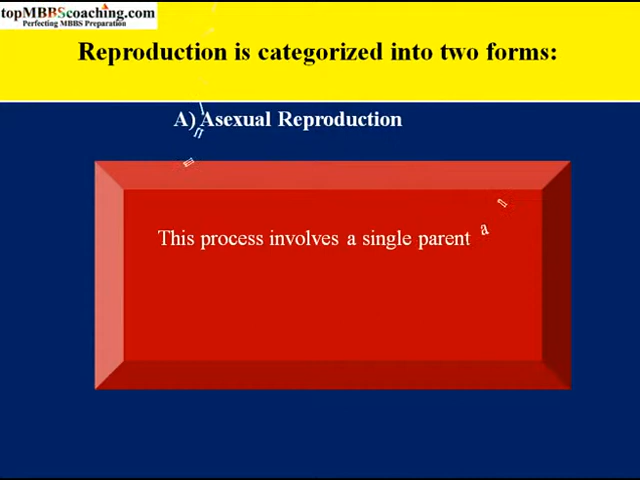 topMBBScoaching.com
Perfecting MBBS Preparation
Reproduction is categorized into two forms:
A) Asexual Reproduction
This process involves a single parent a